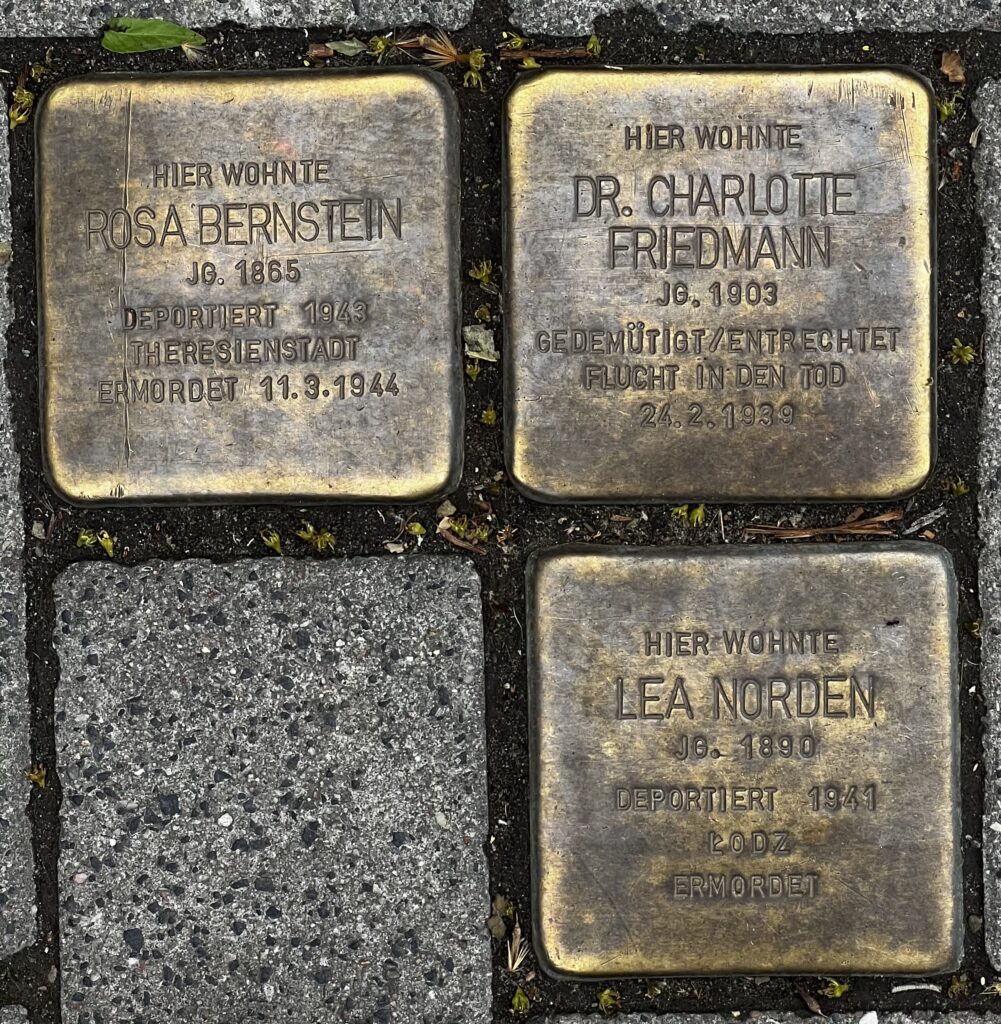 HIER WOHNTE
ROSA BERNSTEIN
JG. 1865
DEPORTIERT 1943
THERESIENSTADT
ERMORDET 11.3.1944
HIER WOHNTE
DR. CHARLOTTE
FRIEDMANN
JG. 1903
GEDEMÜTIGT/ENTRECHTET
FLUCHT IN DEN TOD
24.2.1939
HIER WOHNTE
LEA NORDEN
JG. 1890
DEPORTIERT 1941
ŁODZ
ERMORDET